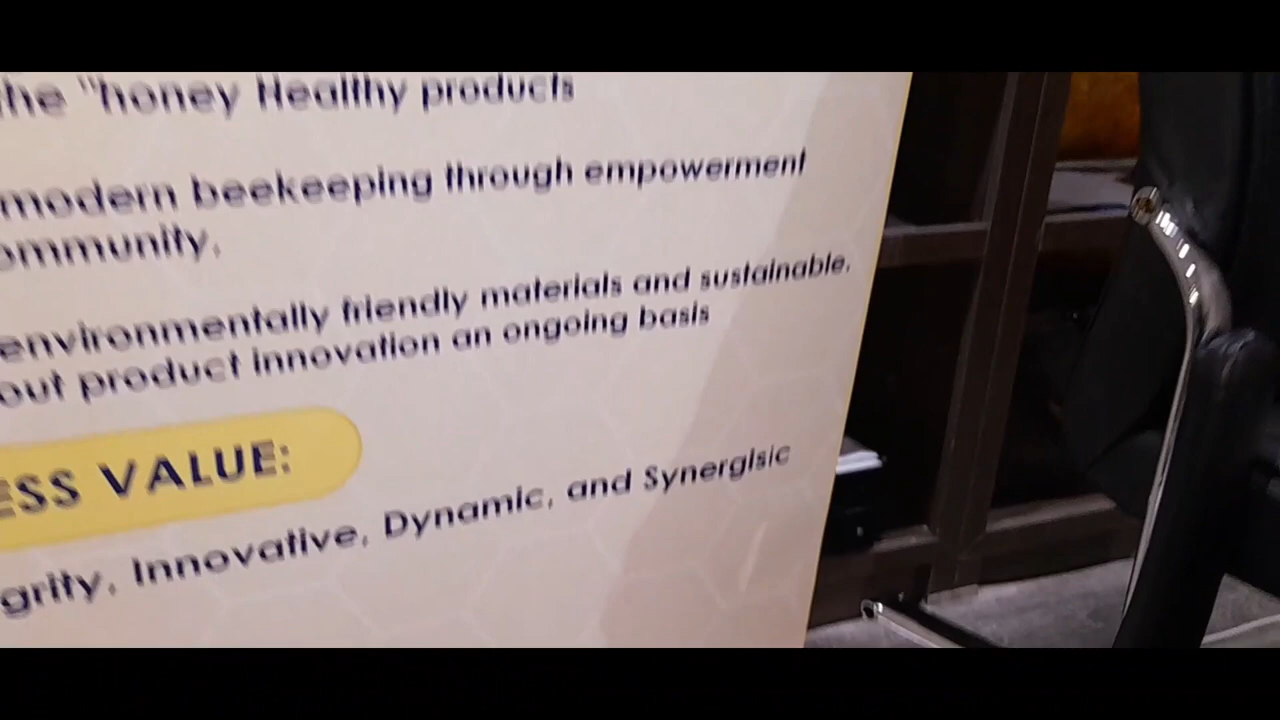 the "honey Healthy products
modern beekeeping through empowerment
ommunity.
environmentally friendly materials and sustainable.
out product innovation an ongoing basis
ESS VALUE:
grity, Innovative, Dynamic, and Synergisic